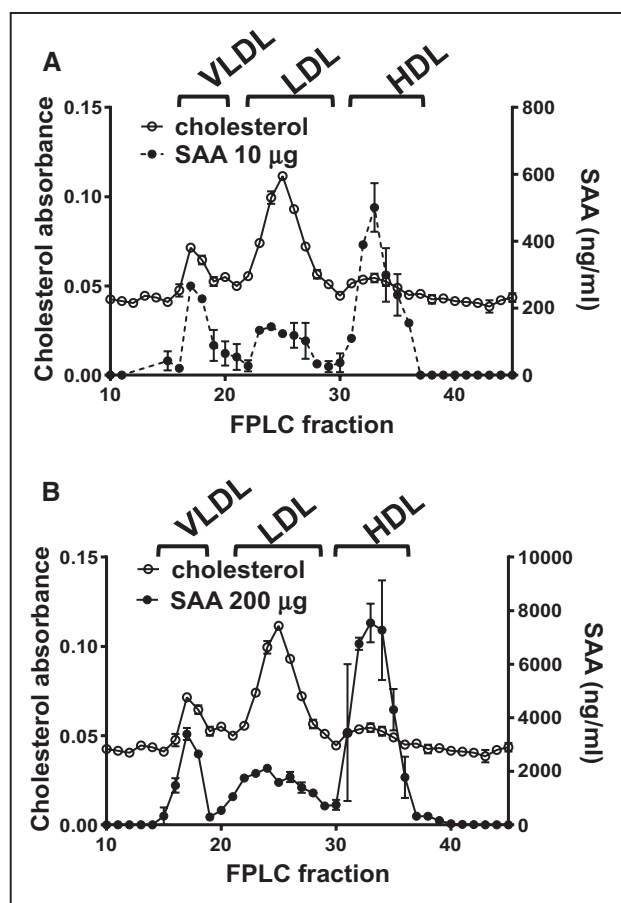 A
VLDL
LDL
HDL
cholesterol
SAA 10 µg
Cholesterol absorbance
0.15
0.10
0.05
0.00
SAA (ng/ml)
800
600
400
200
0
10 20 30 40
FPLC fraction
B
VLDL
LDL
HDL
cholesterol
SAA 200 µg
Cholesterol absorbance
0.15
0.10
0.05
0.00
SAA (ng/ml)
10000
8000
6000
4000
2000
0
10 20 30 40
FPLC fraction